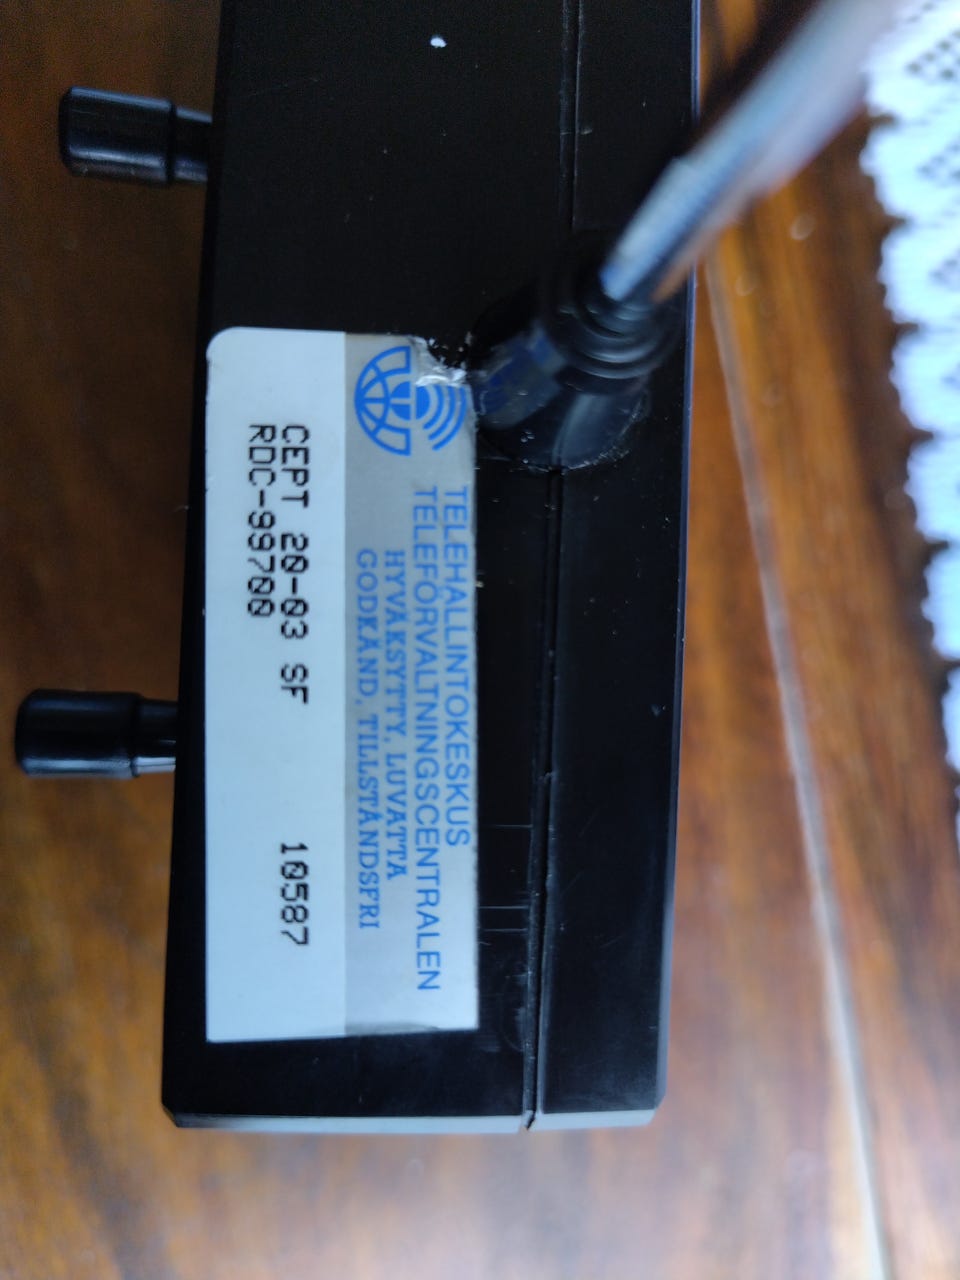 TELEHALLINTOKESKUS
TELEFÖRVALTNINGSCENTRALEN
HYVÄKSYTTY, LUVATTA
GODKÄND, TILLSTÅNDSFRI
CEPT 20-03 SF 10587
RDC-99700